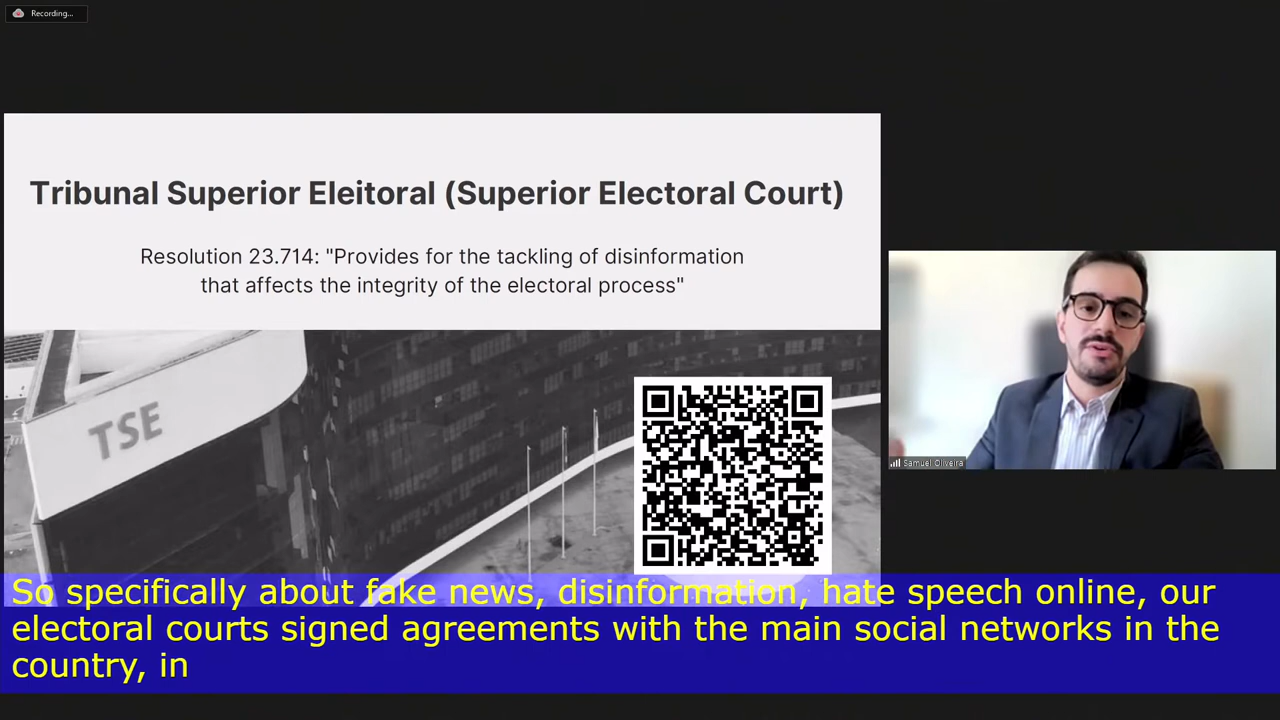 Recording...
Tribunal Superior Eleitoral (Superior Electoral Court)
Resolution 23.714: "Provides for the tackling of disinformation
that affects the integrity of the electoral process"
TSE
Samuel Oliveira
So specifically about fake news, disinformation, hate speech online, our
electoral courts signed agreements with the main social networks in the
country, in